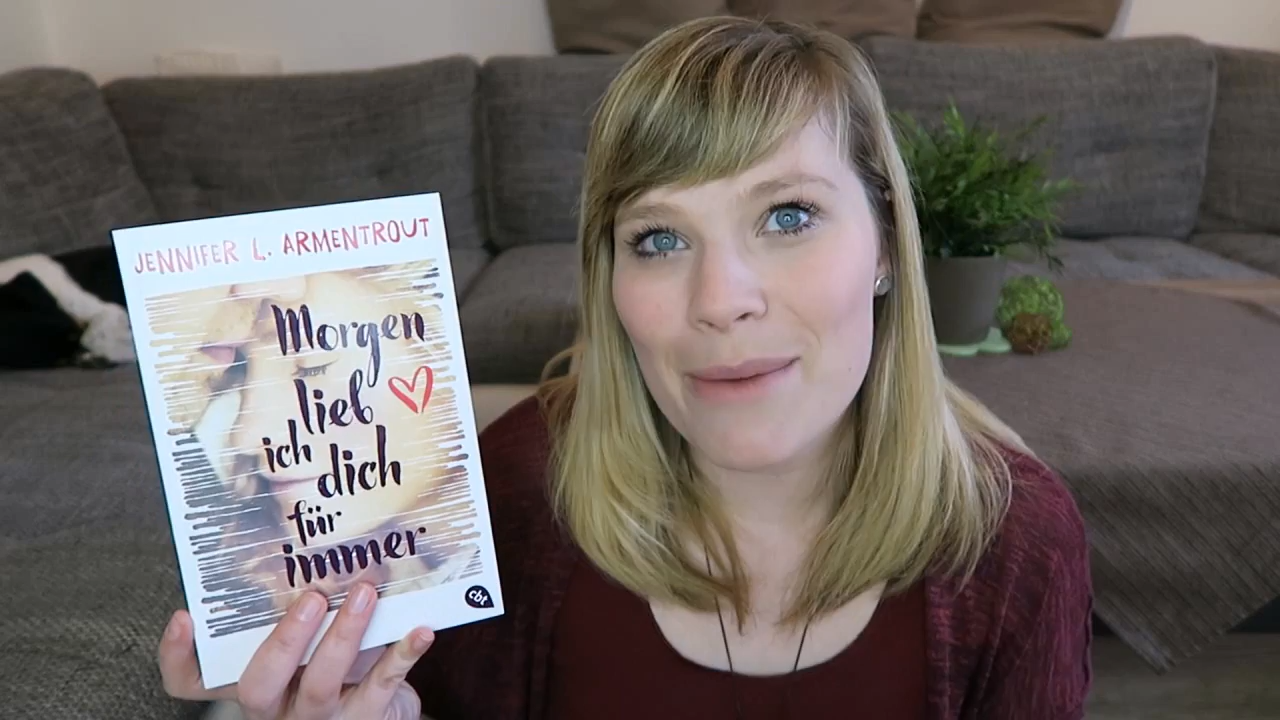 JENNIFER L. ARMENTROUT
Morgen
lieb
ich
dich
für
immer
cbt